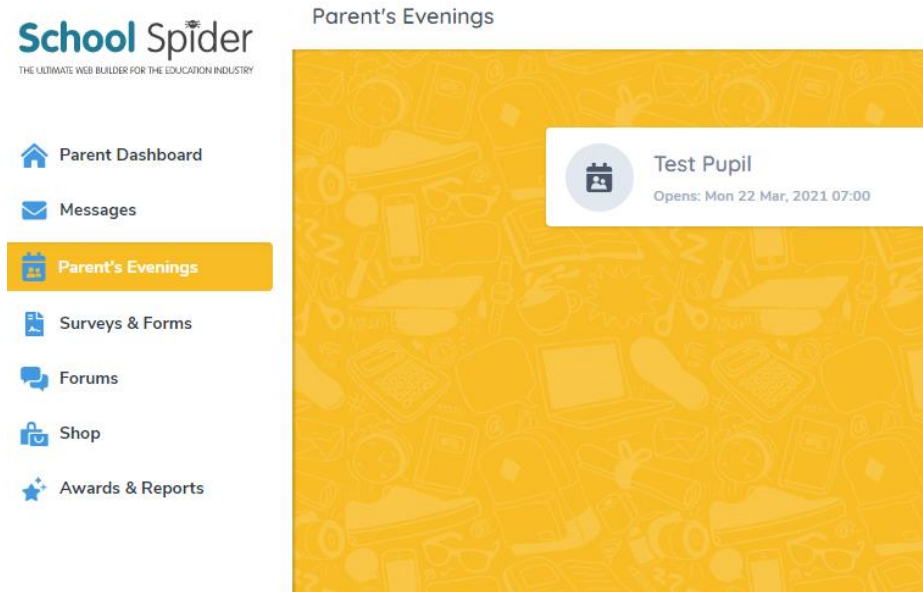 School Spider
THE ULTIMATE WEB BUILDER FOR THE EDUCATION INDUSTRY
Parent Dashboard
Messages
Parent's Evenings
Surveys & Forms
Forums
Shop
Awards & Reports
Parent's Evenings
Test Pupil
Opens: Mon 22 Mar, 2021 07:00